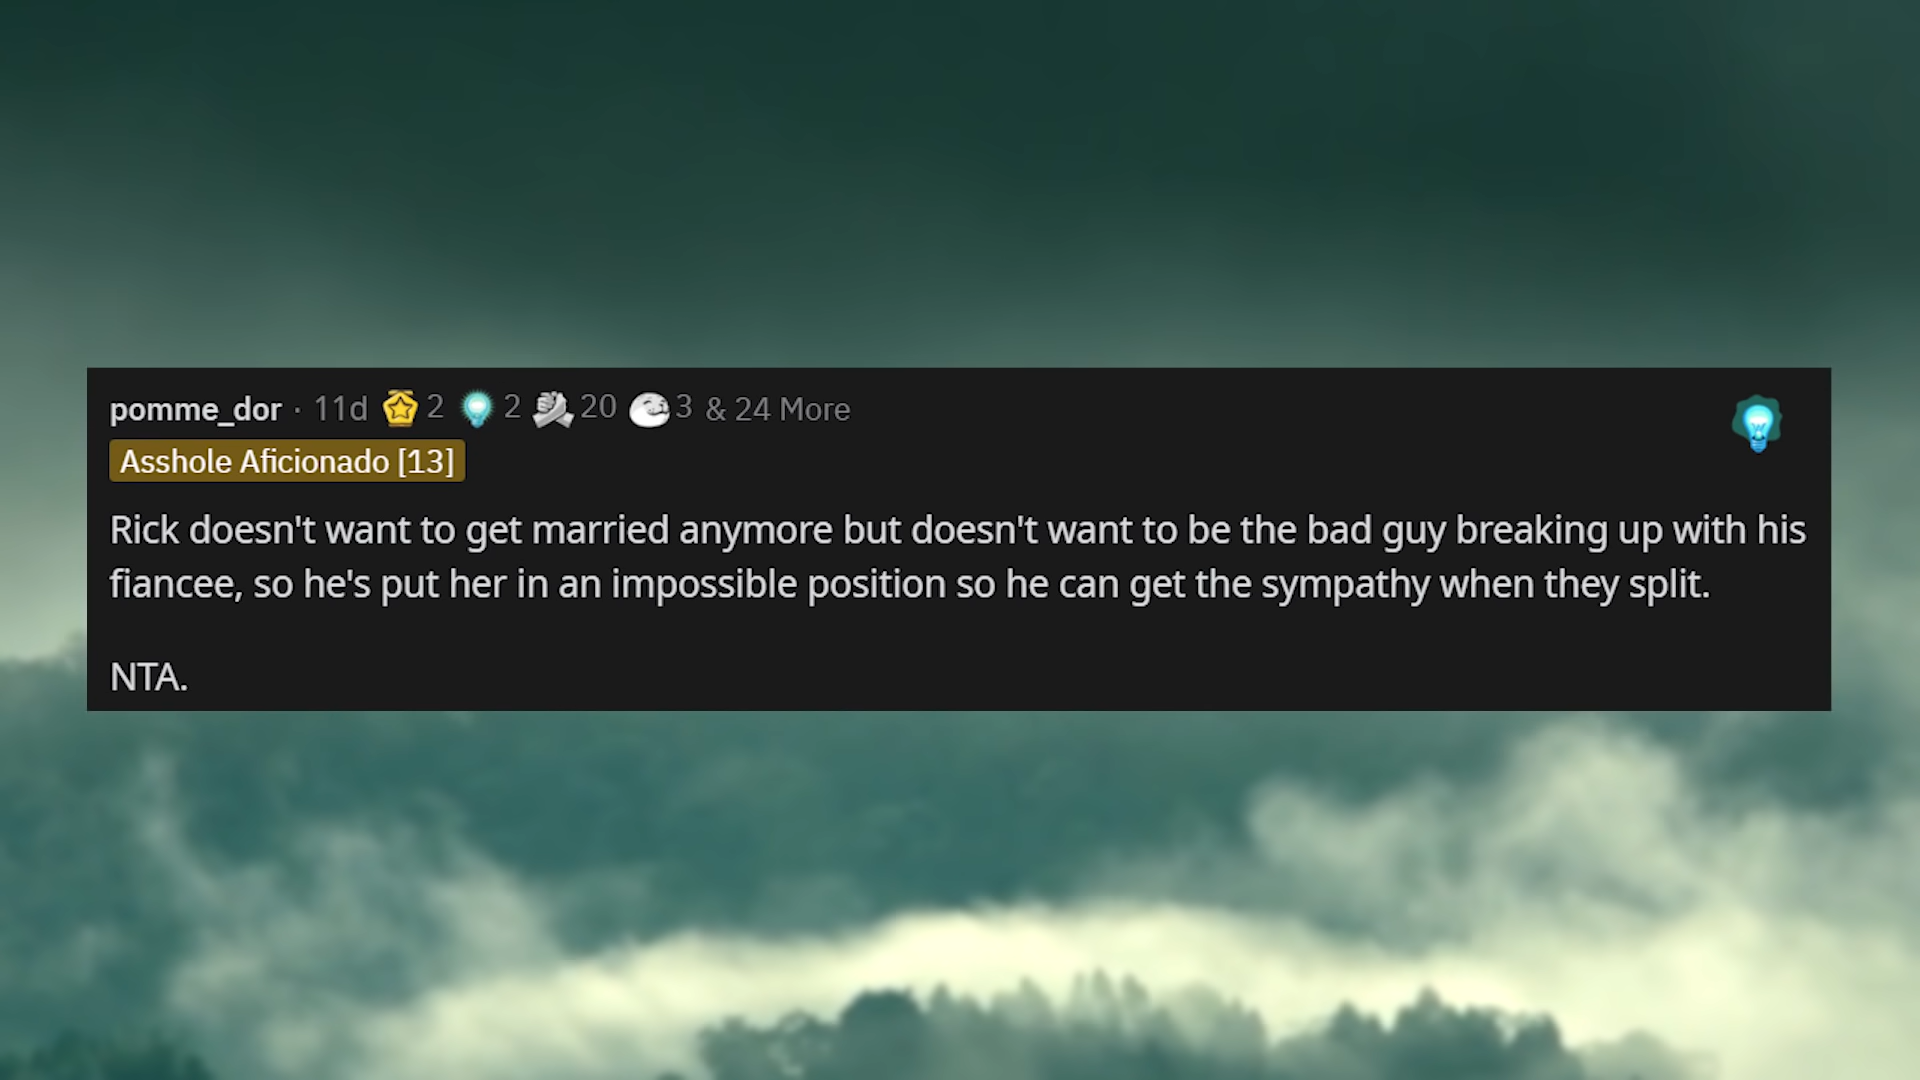 pomme_dor · 11d 2 2 20 3 & 24 More
Asshole Aficionado [13]
Rick doesn't want to get married anymore but doesn't want to be the bad guy breaking up with his
fiancee, so he's put her in an impossible position so he can get the sympathy when they split.
NTA.